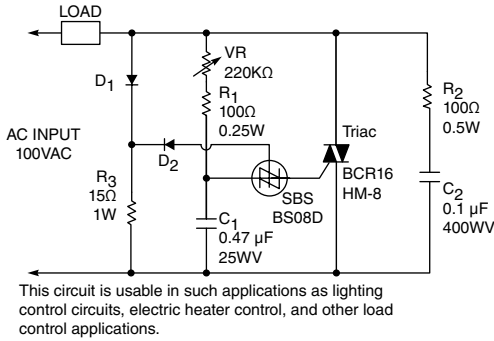 LOAD
D1
VR
220KΩ
R1
100Ω
0.25W
R2
100Ω
0.5W
AC INPUT
100VAC
D2
Triac
BCR16
HM-8
R3
15Ω
1W
SBS
BS08D
C1
0.47 µF
25WV
C2
0.1 µF
400WV
This circuit is usable in such applications as lighting
control circuits, electric heater control, and other load
control applications.